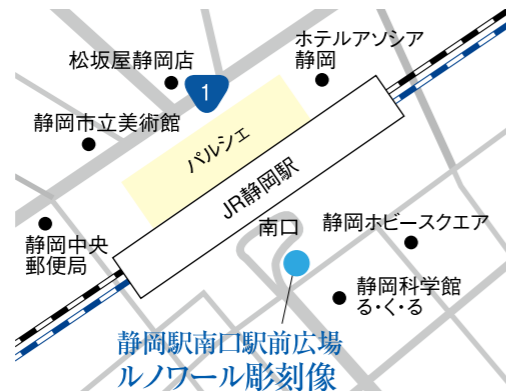 ホテルアソシア
静岡
松坂屋静岡店
1
静岡市立美術館
パルシェ
JR静岡駅
南口
静岡ホビースクエア
静岡中央
郵便局
静岡科学館
る・く・る
静岡駅南口駅前広場
ルノワール彫刻像